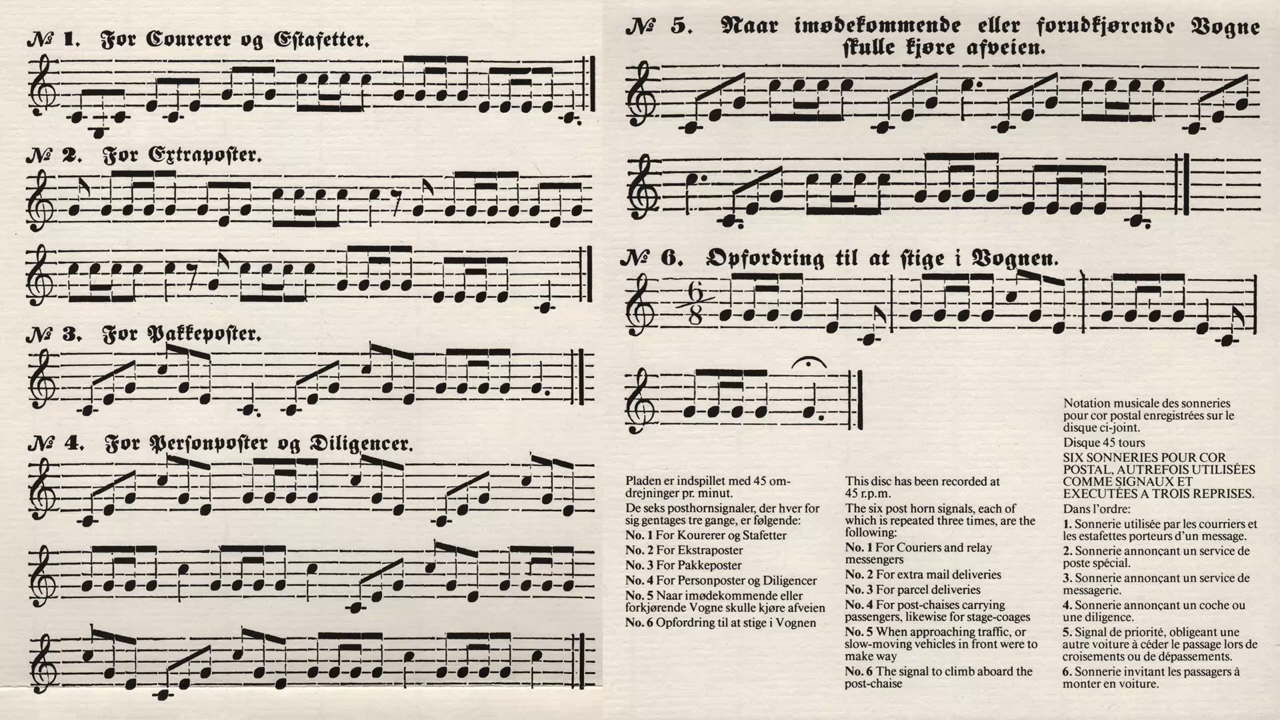 № 1. For Courerer og Estafetter.
№ 2. For Extraposter.
№ 3. For Pakkeposter.
№ 4. For Personposter og Diligencer.
№ 5. Naar imødekommende eller forudkjørende Vogne
skulle kjøre afveien.
№ 6. Opfordring til at stige i Vognen.
6
8
Pladen er indspillet med 45 om-
drejninger pr. minut.
De seks posthornsignaler, der hver for
sig gentages tre gange, er følgende:
No. 1 For Kourerer og Stafetter
No. 2 For Ekstraposter
No. 3 For Pakkeposter
No. 4 For Personposter og Diligencer
No. 5 Naar imødekommende eller
forkjørende Vogne skulle kjøre afveien
No. 6 Opfordring til at stige i Vognen
This disc has been recorded at
45 r.p.m.
The six post horn signals, each of
which is repeated three times, are the
following:
No. 1 For Couriers and relay
messengers
No. 2 For extra mail deliveries
No. 3 For parcel deliveries
No. 4 For post-chaises carrying
passengers, likewise for stage-coages
No. 5 When approaching traffic, or
slow-moving vehicles in front were to
make way
No. 6 The signal to climb aboard the
post-chaise
Notation musicale des sonneries
pour cor postal enregistrées sur le
disque ci-joint.
Disque 45 tours
SIX SONNERIES POUR COR
POSTAL, AUTREFOIS UTILISÉES
COMME SIGNAUX ET
EXECUTÉES A TROIS REPRISES.
Dans l'ordre:
1. Sonnerie utilisée par les courriers et
les estafettes porteurs d'un message.
2. Sonnerie annonçant un service de
poste spécial.
3. Sonnerie annonçant un service de
messagerie.
4. Sonnerie annonçant un coche ou
une diligence.
5. Signal de priorité, obligeant une
autre voiture à céder le passage lors de
croisements ou de dépassements.
6. Sonnerie invitant les passagers à
monter en voiture.